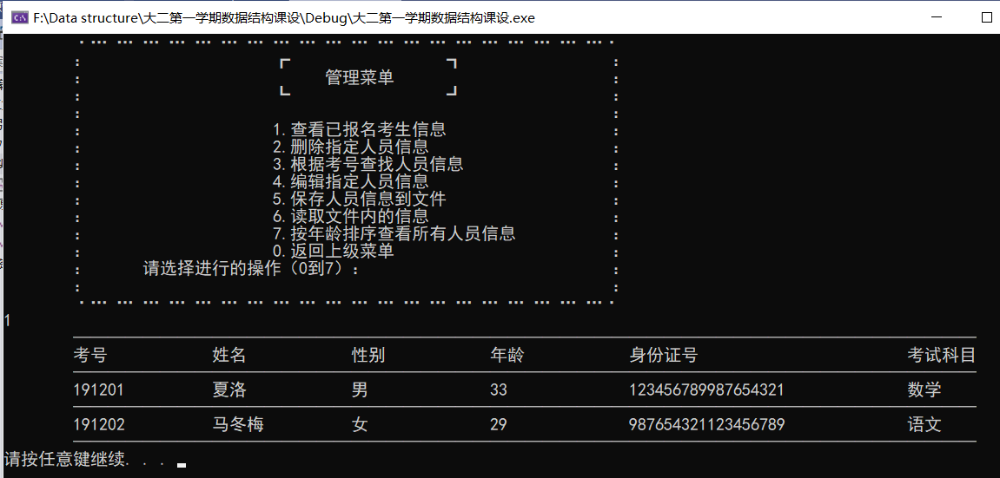 F:\Data structure\大二第一学期数据结构课设\Debug\大二第一学期数据结构课设.exe
管理菜单
1.查看已报名考生信息
2.删除指定人员信息
3.根据考号查找人员信息
4.编辑指定人员信息
5.保存人员信息到文件
6.读取文件内的信息
7.按年龄排序查看所有人员信息
0.返回上级菜单
请选择进行的操作（0到7）：
1
考号 姓名 性别 年龄 身份证号 考试科目
191201 夏洛 男 33 123456789987654321 数学
191202 马冬梅 女 29 987654321123456789 语文
请按任意键继续. . .